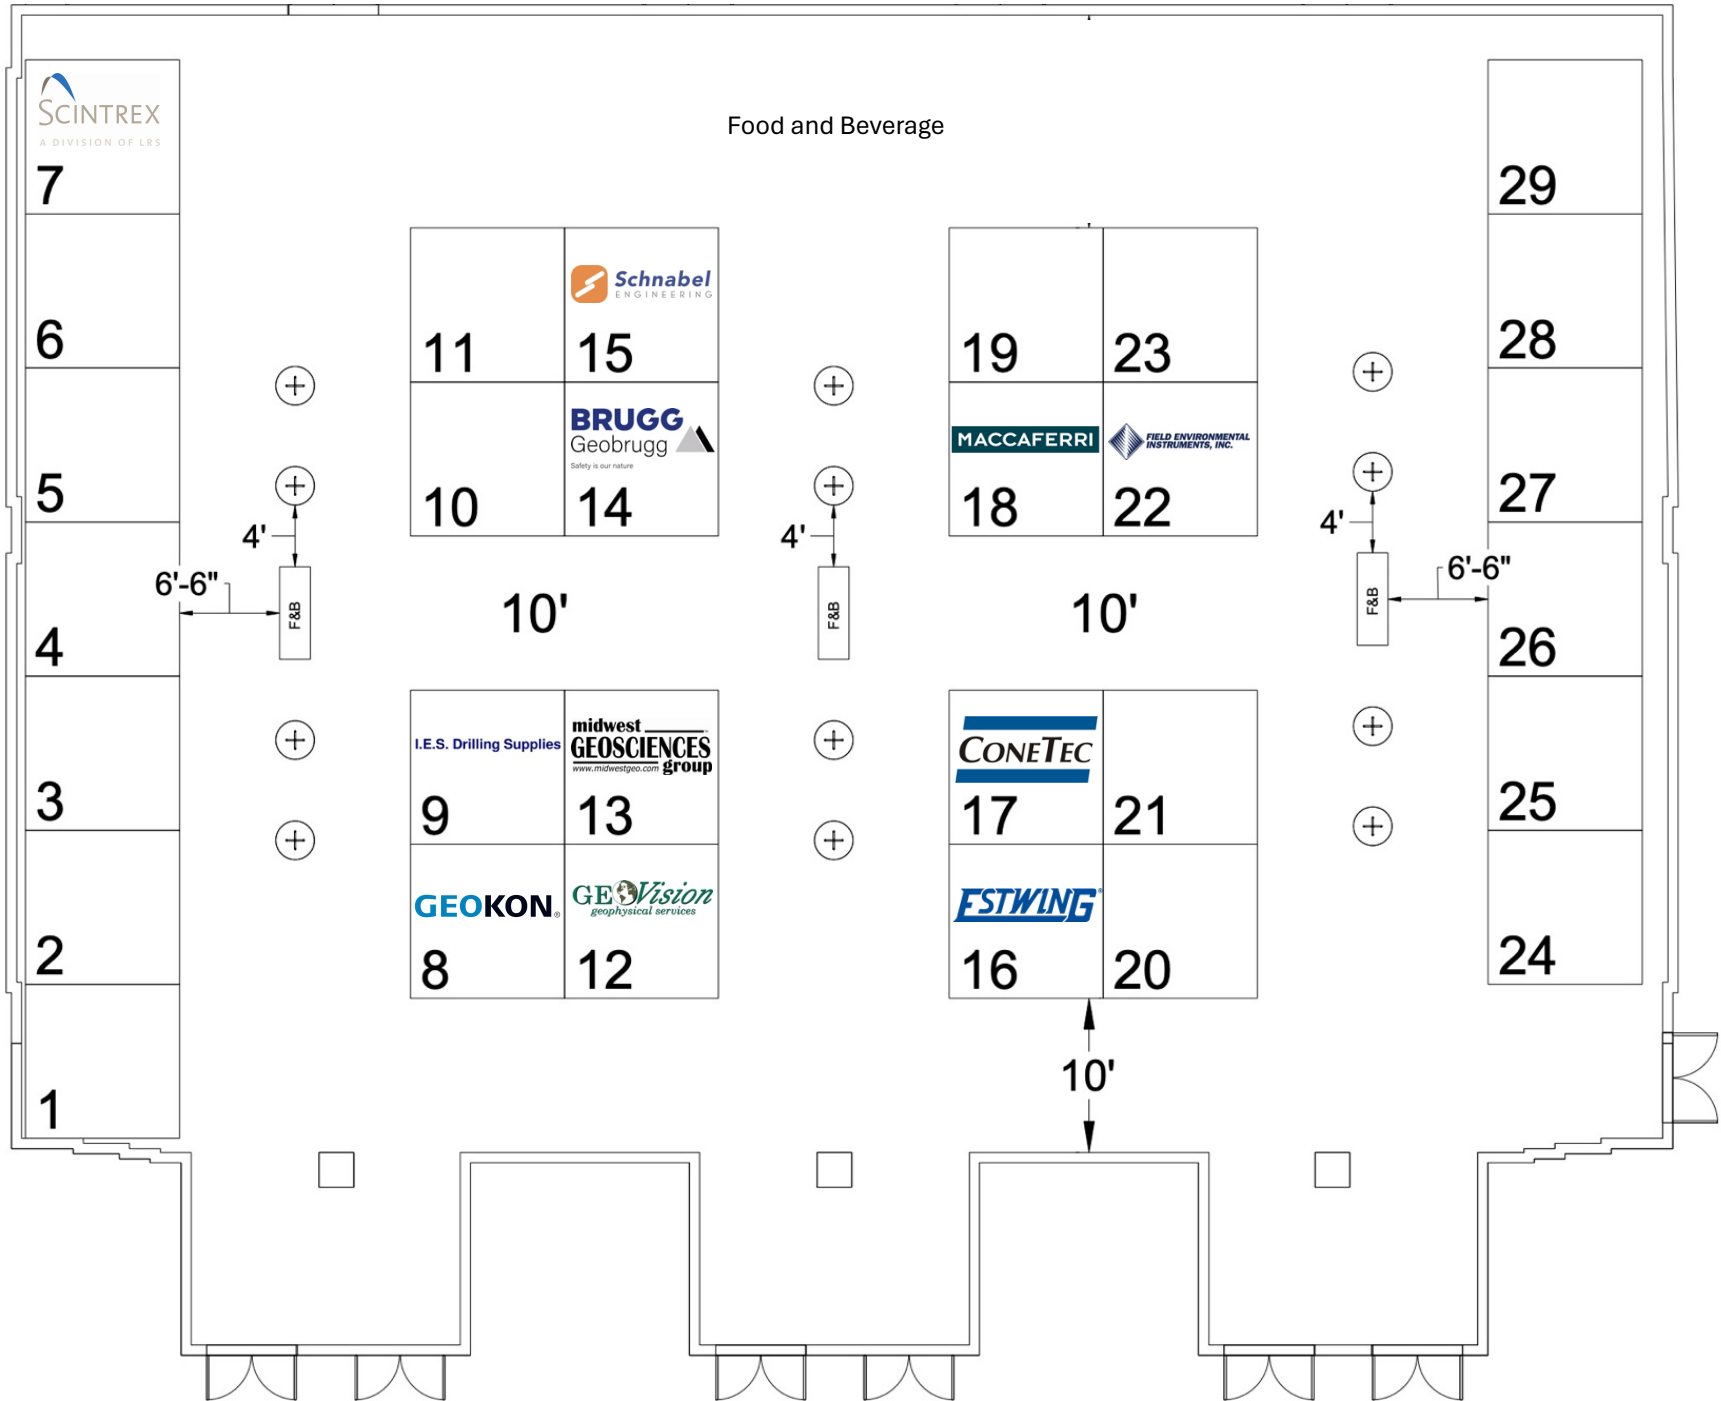 SCINTREX
A DIVISION OF LRS
7
Food and Beverage
29
Schnabel
ENGINEERING
6
11
15
19
23
28
BRUGG
Geobrugg
Safety is our nature
MACCAFERRI
FIELD ENVIRONMENTAL
INSTRUMENTS, INC.
5
10
14
18
22
27
4'
4'
4'
6'-6"
6'-6"
F&B
10'
F&B
10'
F&B
4
26
I.E.S. Drilling Supplies
midwest
GEOSCIENCES
www.midwestgeo.com group
CONETEC
3
9
13
17
21
25
GEOKON®
GEOVision
geophysical services
ESTWING®
2
8
12
16
20
24
10'
1